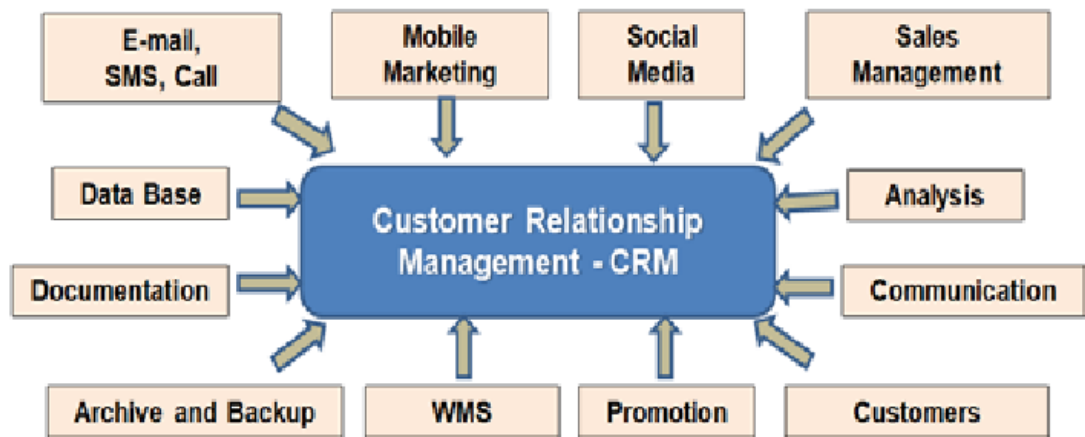 E-mail,
SMS, Call
Mobile
Marketing
Social
Media
Sales
Management
Data Base
Customer Relationship
Management - CRM
Analysis
Documentation
Communication
Archive and Backup
WMS
Promotion
Customers